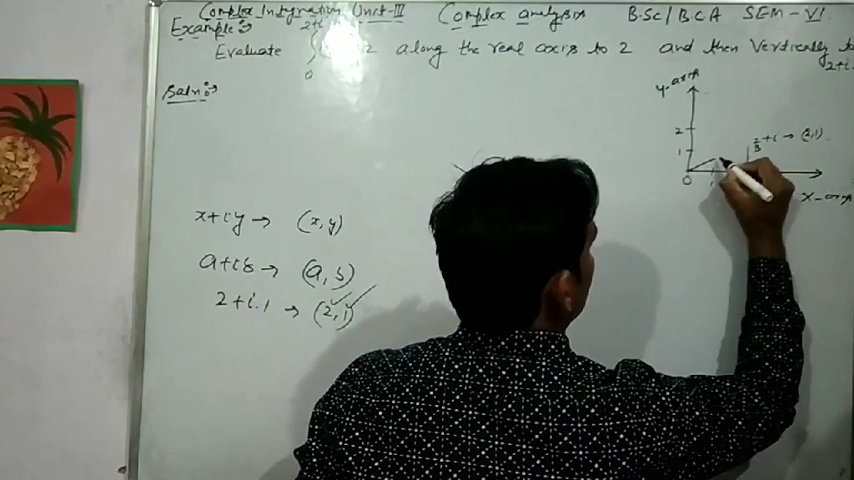 Complex Integration Unit-III Complex analysis B.Sc/BCA SEM-VI.
Example:→
Evaluate ∫ 2+i 0 2 along the real axis to 2 and then Vertically to 2+i.
Soln:→
y-axis
2
1
2+i → (2,1)
0
x-axis
x+iy → (x,y)
a+ib → (a,b)
2+i.1 → (2,1)